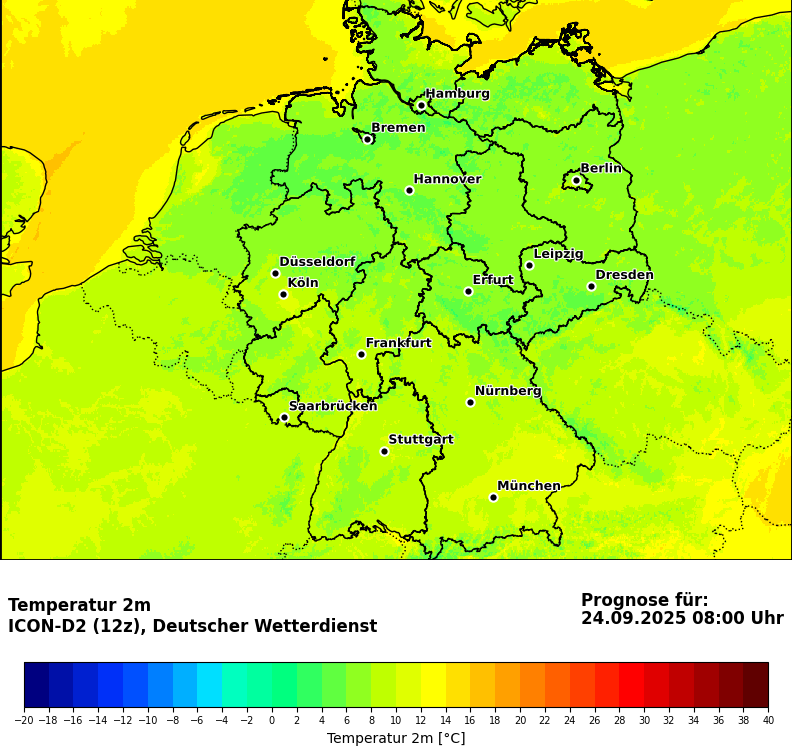 Hamburg
Bremen
Berlin
Hannover
Leipzig
Düsseldorf
Dresden
Köln
Erfurt
Frankfurt
Nürnberg
Saarbrücken
Stuttgart
München
Temperatur 2m
ICON-D2 (12z), Deutscher Wetterdienst
Prognose für:
24.09.2025 08:00 Uhr
−20 −18 −16 −14 −12 −10 −8 −6 −4 −2 0 2 4 6 8 10 12 14 16 18 20 22 24 26 28 30 32 34 36 38 40
Temperatur 2m [°C]